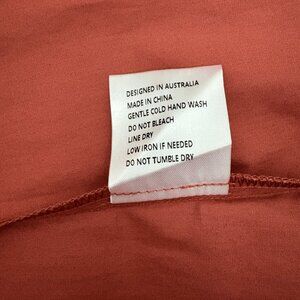 DESIGNED IN AUSTRALIA
MADE IN CHINA
GENTLE COLD HAND WASH
DO NOT BLEACH
LINE DRY
LOW IRON IF NEEDED
DO NOT TUMBLE DRY